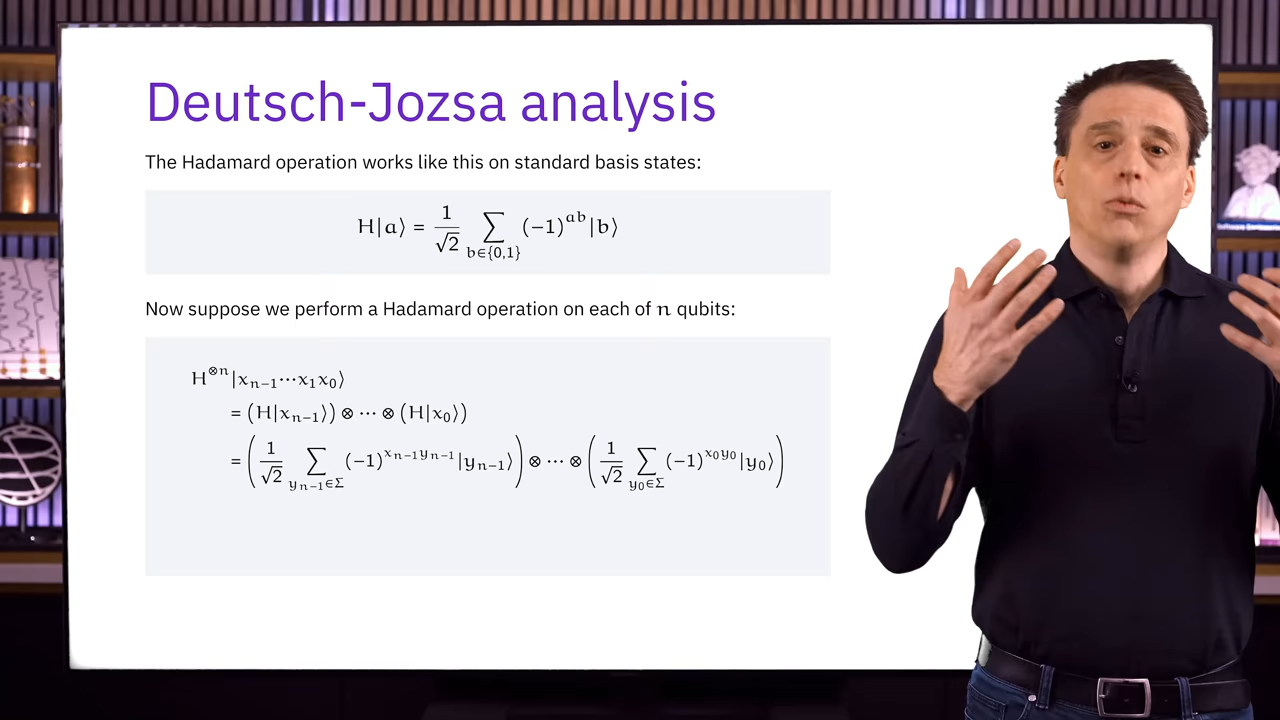 Deutsch-Jozsa analysis
The Hadamard operation works like this on standard basis states:
H|a⟩ = 1/√2 ∑_{b∈{0,1}} (−1)^{ab} |b⟩
Now suppose we perform a Hadamard operation on each of n qubits:
H^{⊗n} |x_{n−1}⋯x_1x_0⟩
= (H|x_{n−1}⟩) ⊗ ⋯ ⊗ (H|x_0⟩)
= (1/√2 ∑_{y_{n−1}∈Σ} (−1)^{x_{n−1}y_{n−1}} |y_{n−1}⟩) ⊗ ⋯ ⊗ (1/√2 ∑_{y_0∈Σ} (−1)^{x_0y_0} |y_0⟩)